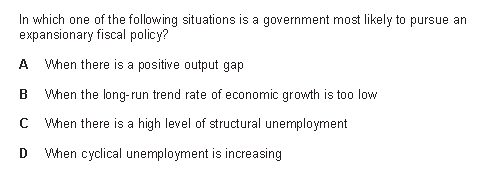 In which one of the following situations is a government most likely to pursue an
expansionary fiscal policy?
A When there is a positive output gap
B When the long-run trend rate of economic growth is too low
C When there is a high level of structural unemployment
D When cyclical unemployment is increasing